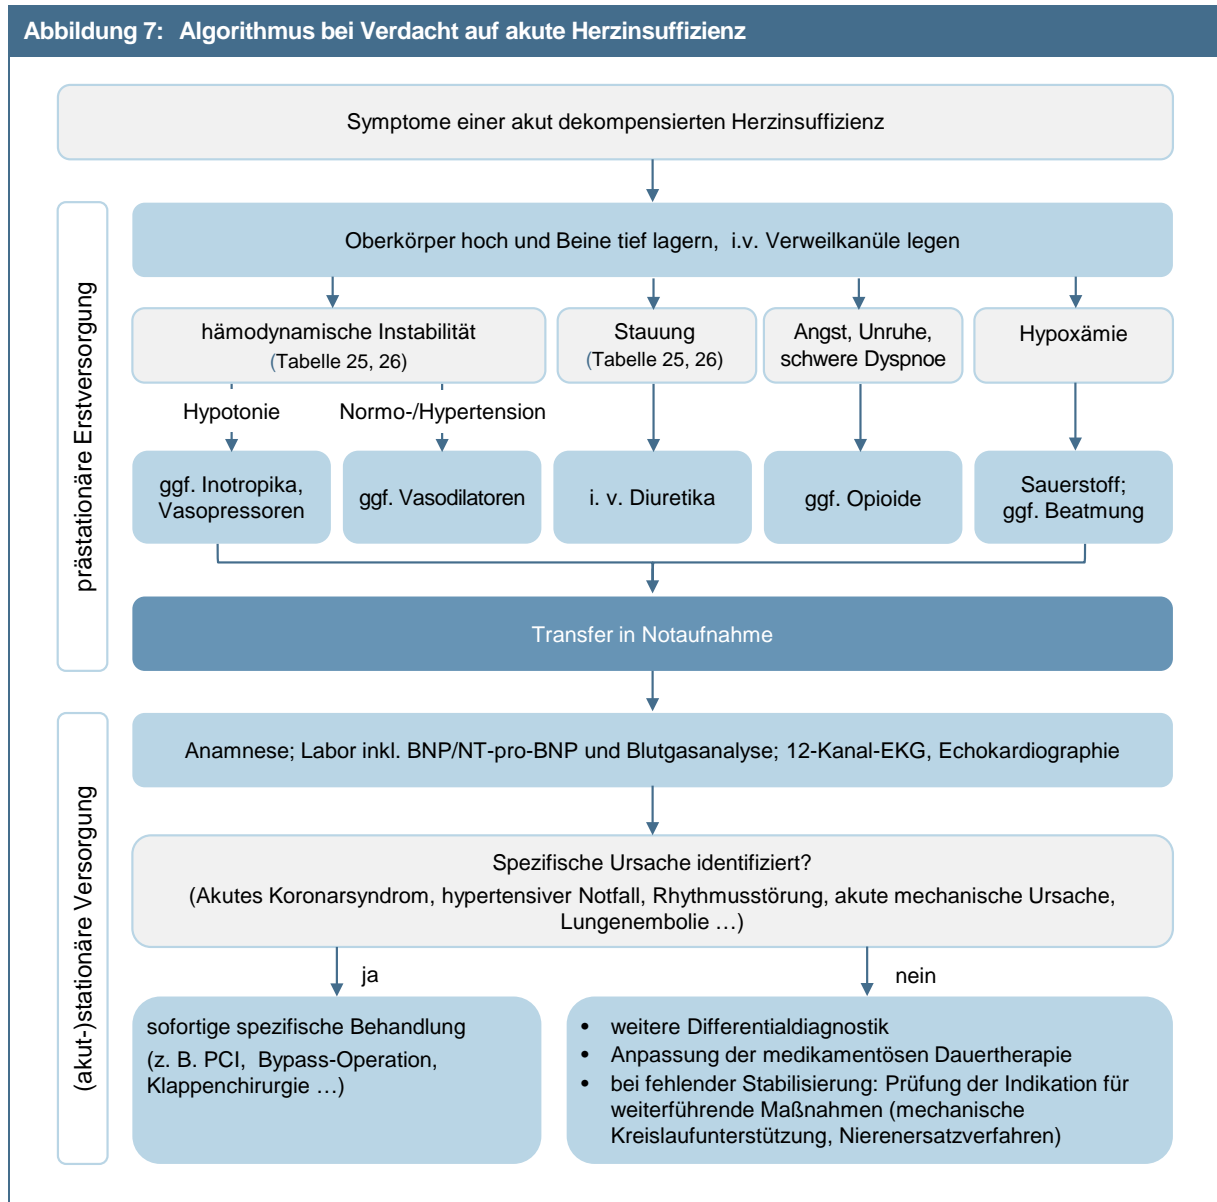 Abbildung 7: Algorithmus bei Verdacht auf akute Herzinsuffizienz
Symptome einer akut dekompensierten Herzinsuffizienz
prästationäre Erstversorgung
Oberkörper hoch und Beine tief lagern, i.v. Verweilkanüle legen
hämodynamische Instabilität
(Tabelle 25, 26)
Stauung
(Tabelle 25, 26)
Angst, Unruhe,
schwere Dyspnoe
Hypoxämie
Hypotonie
Normo-/Hypertension
ggf. Inotropika,
Vasopressoren
ggf. Vasodilatoren
i. v. Diuretika
ggf. Opioide
Sauerstoff;
ggf. Beatmung
Transfer in Notaufnahme
(akut-)stationäre Versorgung
Anamnese; Labor inkl. BNP/NT-pro-BNP und Blutgasanalyse; 12-Kanal-EKG, Echokardiographie
Spezifische Ursache identifiziert?
(Akutes Koronarsyndrom, hypertensiver Notfall, Rhythmusstörung, akute mechanische Ursache,
Lungenembolie …)
ja
nein
sofortige spezifische Behandlung
(z. B. PCI, Bypass-Operation,
Klappenchirurgie …)
• weitere Differentialdiagnostik
• Anpassung der medikamentösen Dauertherapie
• bei fehlender Stabilisierung: Prüfung der Indikation für
weiterführende Maßnahmen (mechanische
Kreislaufunterstützung, Nierenersatzverfahren)